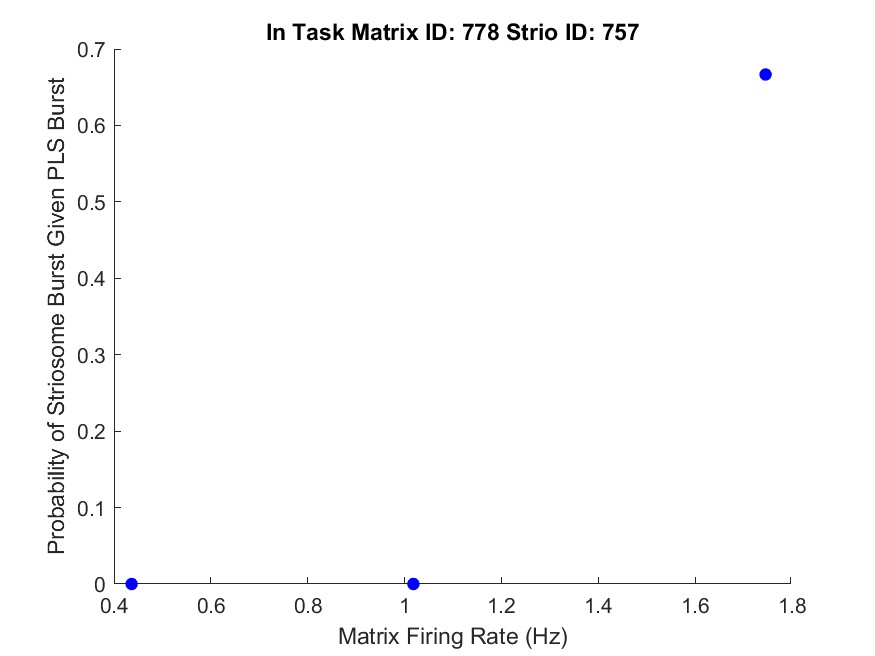 In Task Matrix ID: 778 Strio ID: 757
Probability of Striosome Burst Given PLS Burst
0.7
0.6
0.5
0.4
0.3
0.2
0.1
0
0.4 0.6 0.8 1 1.2 1.4 1.6 1.8
Matrix Firing Rate (Hz)